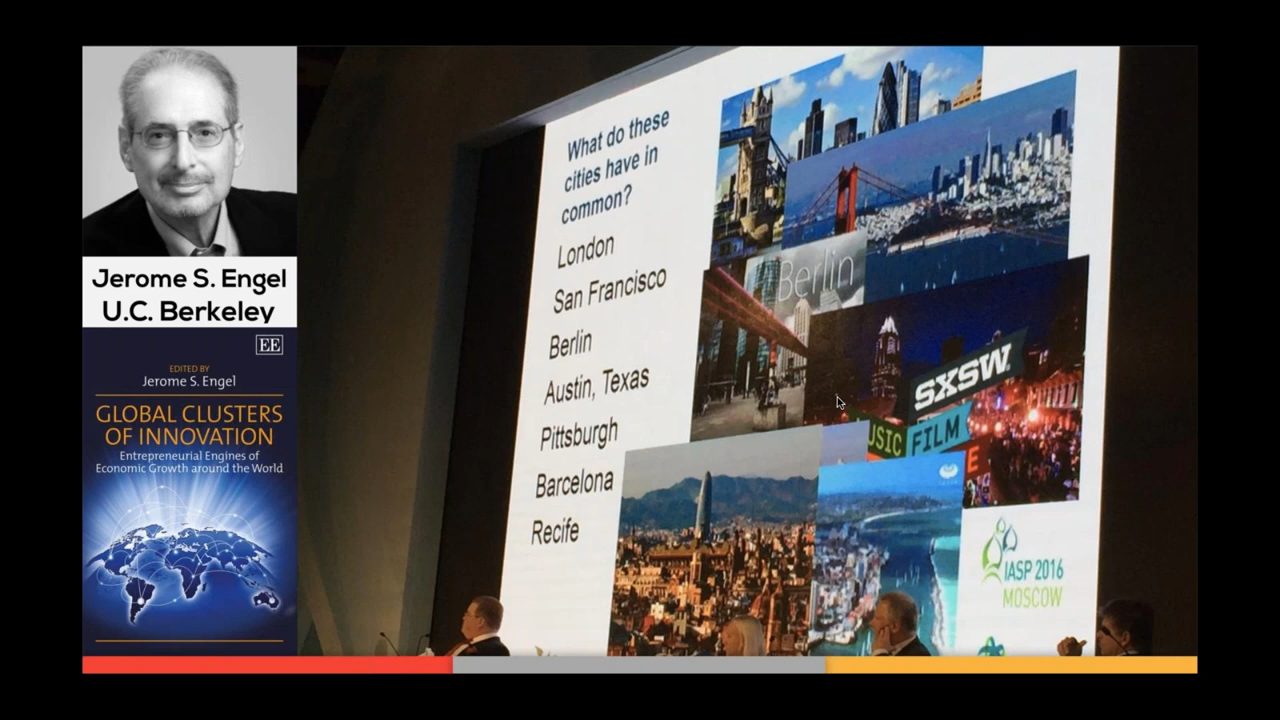 Jerome S. Engel
U.C. Berkeley
EE
EDITED BY
Jerome S. Engel
GLOBAL CLUSTERS
OF INNOVATION
Entrepreneurial Engines of
Economic Growth around the World
What do these
cities have in
common?
London
San Francisco
Berlin
Austin, Texas
Pittsburgh
Barcelona
Recife
Berlin
SXSW
USIC FILM
E
IASP 2016
MOSCOW